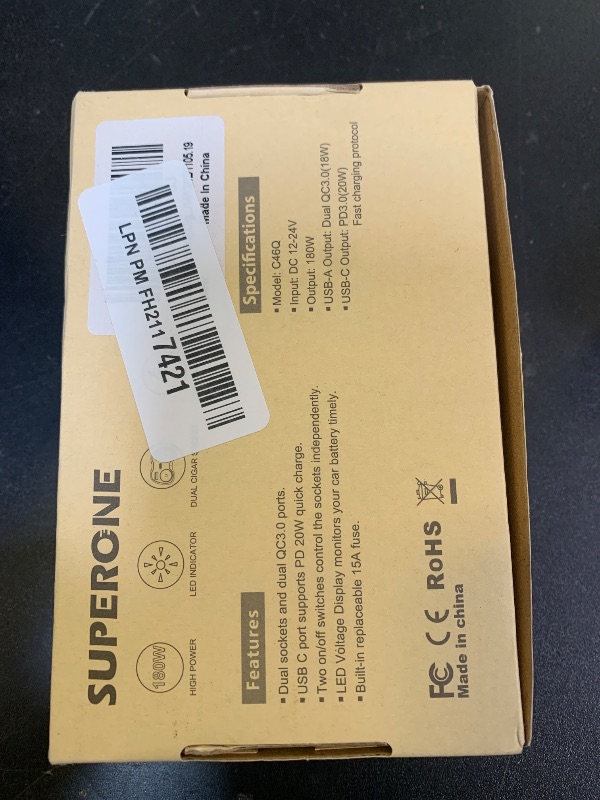 SUPERONE
180W
HIGH POWER
LED INDICATOR
DUAL CIGAR
105.19
Made In China
LPN PM FH2117421
Features
▪ Dual sockets and dual QC3.0 ports.
▪ USB C port supports PD 20W quick charge.
▪ Two on/off switches control the sockets independently.
▪ LED Voltage Display monitors your car battery timely.
▪ Built-in replaceable 15A fuse.
Specifications
▪ Model: C46Q
▪ Input: DC 12-24V
▪ Output: 180W
▪ USB-A Output: Dual QC3.0(18W)
▪ USB-C Output: PD3.0(20W)
Fast charging protocol
FC CE RoHS
Made in china